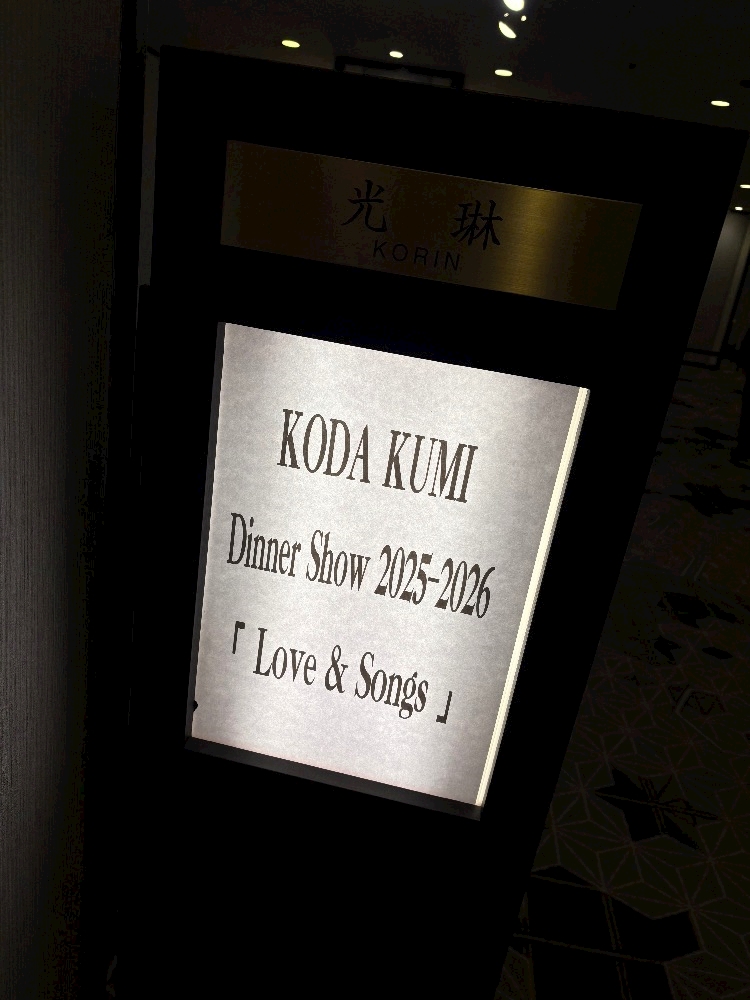 光 琳
KORIN
KODA KUMI
Dinner Show 2025-2026
「 Love & Songs 」